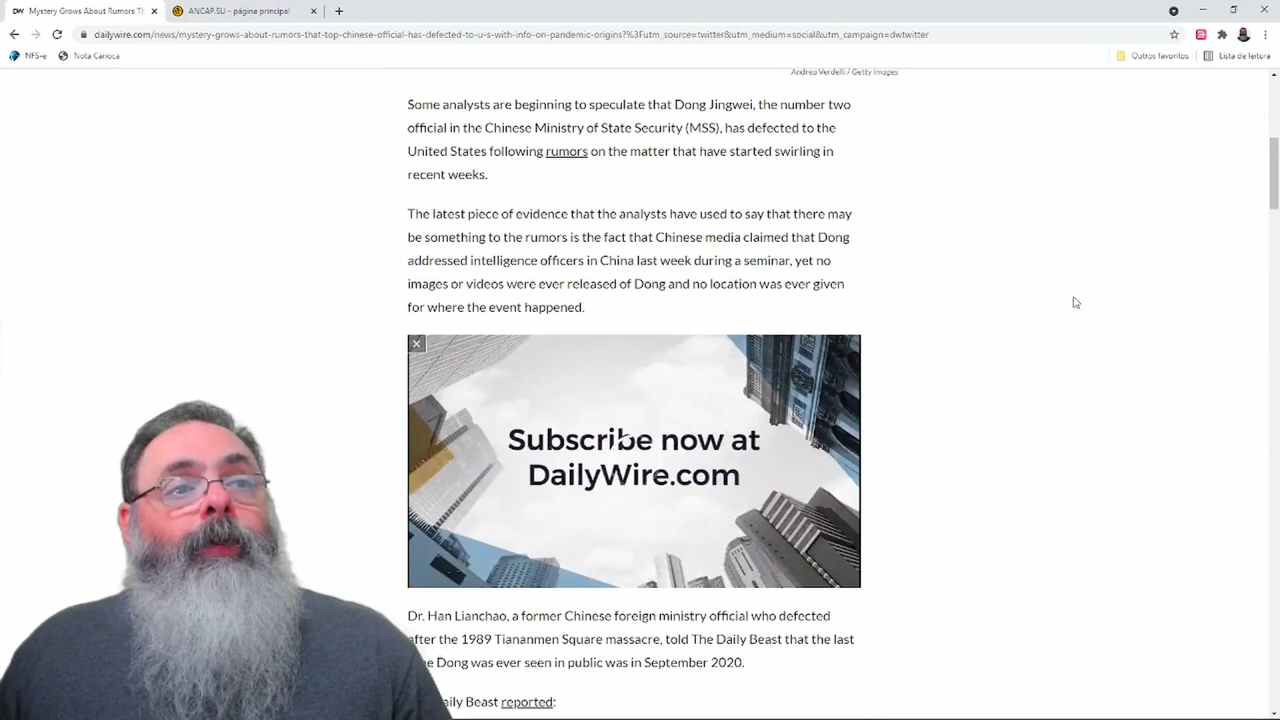 Mystery Grows About Rumors Th
ANCAP.SU - página principal
dailywire.com/news/mystery-grows-about-rumors-that-top-chinese-official-has-defected-to-u-s-with-info-on-pandemic-origins?%3Futm_source=twitter&utm_medium=social&utm_campaign=dwtwitter
NFS-e
Nota Carioca
Outros favoritos
Lista de leitura
Andrea Verdelli / Getty Images
Some analysts are beginning to speculate that Dong Jingwei, the number two
official in the Chinese Ministry of State Security (MSS), has defected to the
United States following rumors on the matter that have started swirling in
recent weeks.
The latest piece of evidence that the analysts have used to say that there may
be something to the rumors is the fact that Chinese media claimed that Dong
addressed intelligence officers in China last week during a seminar, yet no
images or videos were ever released of Dong and no location was ever given
for where the event happened.
Subscribe now at
DailyWire.com
Dr. Han Lianchao, a former Chinese foreign ministry official who defected
after the 1989 Tiananmen Square massacre, told The Daily Beast that the last
Dong was ever seen in public was in September 2020.
Beast reported: